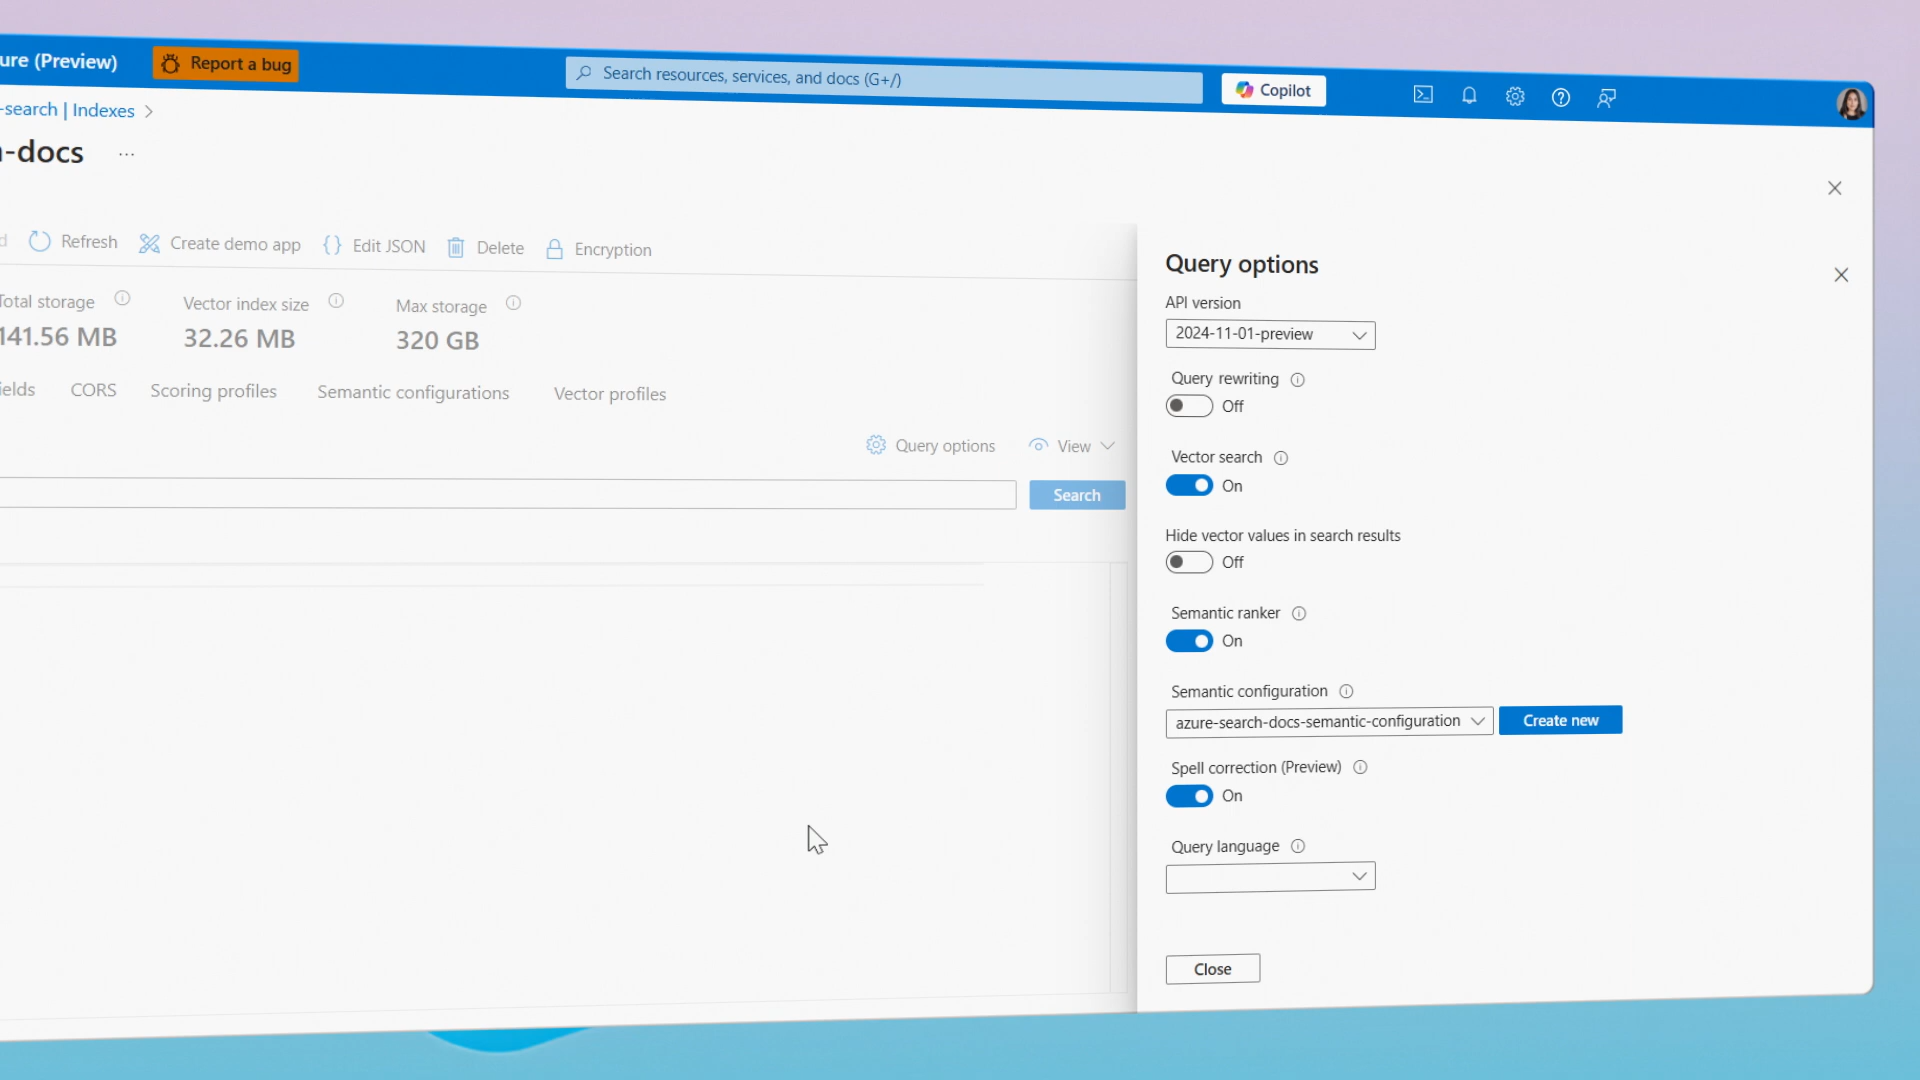 ure (Preview)
Report a bug
Search resources, services, and docs (G+/)
Copilot
-search | Indexes
-docs
Refresh
Create demo app
Edit JSON
Delete
Encryption
Total storage
Vector index size
Max storage
141.56 MB
32.26 MB
320 GB
ields
CORS
Scoring profiles
Semantic configurations
Vector profiles
Query options
View
Search
Query options
API version
2024-11-01-preview
Query rewriting
Off
Vector search
On
Hide vector values in search results
Off
Semantic ranker
On
Semantic configuration
azure-search-docs-semantic-configuration
Create new
Spell correction (Preview)
On
Query language
Close